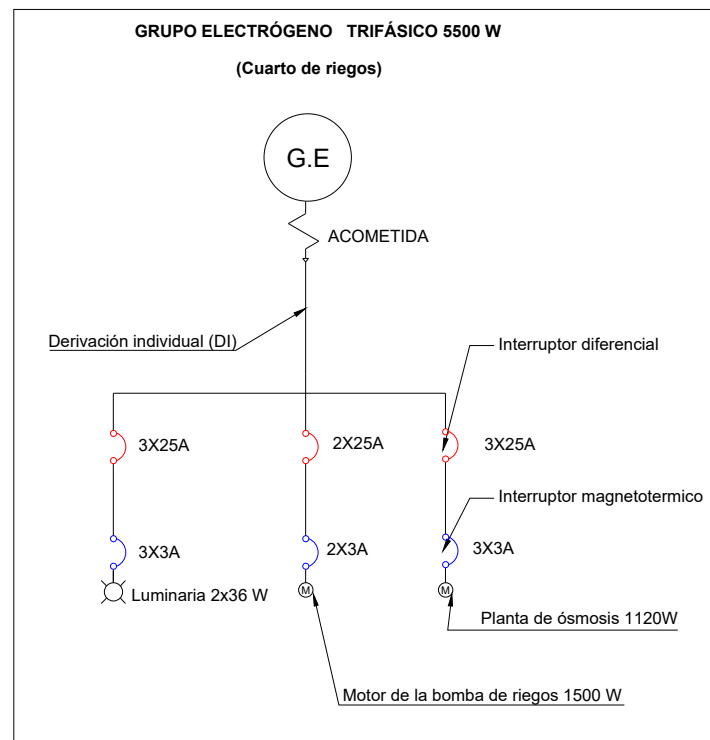 GRUPO ELECTRÓGENO TRIFÁSICO 5500 W
(Cuarto de riegos)
G.E
ACOMETIDA
Derivación individual (DI)
Interruptor diferencial
3X25A
2X25A
3X25A
Interruptor magnetotermico
3X3A
2X3A
3X3A
Luminaria 2x36 W
M
M
Planta de ósmosis 1120W
Motor de la bomba de riegos 1500 W